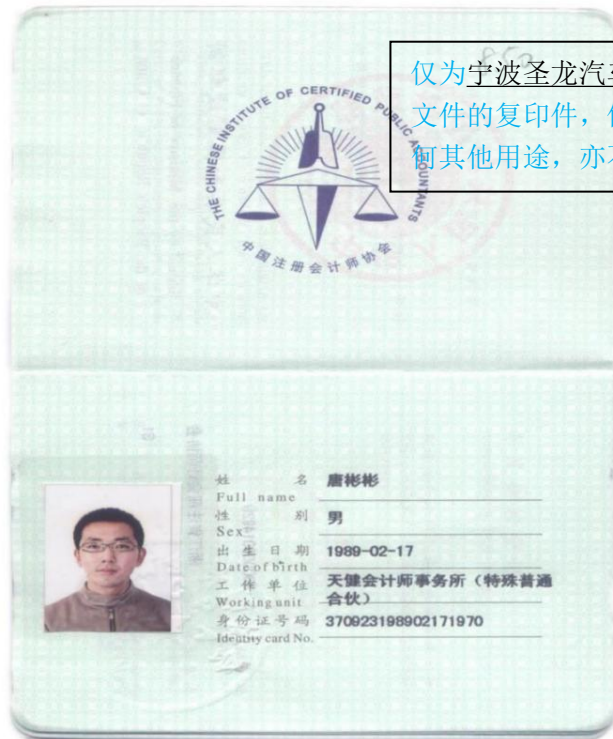 仅为宁波圣龙汽车
文件的复印件，
何其他用途，亦不
THE CHINESE INSTITUTE OF CERTIFIED PUBLIC ACCOUNTANTS
中国注册会计师协会
姓 名 唐彬彬
Full name
性 别 男
Sex
出生日期 1989-02-17
Date of birth
工作单位 天健会计师事务所（特殊普通
Working unit 合伙）
身份证号码 370923198902171970
Identity card No.